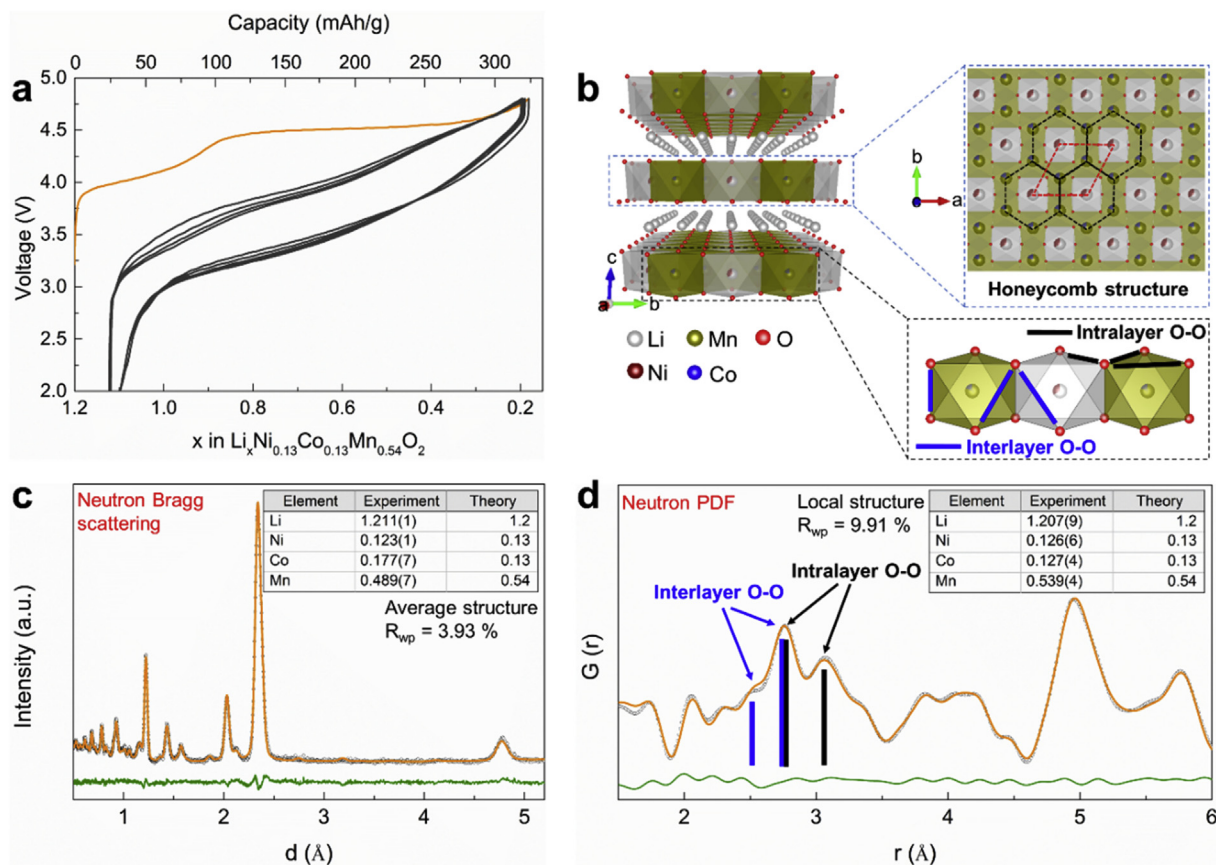 a
Capacity (mAh/g)
0 50 100 150 200 250 300
5.0
4.5
4.0
3.5
3.0
2.5
2.0
Voltage (V)
1.2 1.0 0.8 0.6 0.4 0.2
x in LiₓNi₀.₁₃Co₀.₁₃Mn₀.₅₄O₂
b
c
a b
Li Mn O
Ni Co
b
a
Honeycomb structure
Intralayer O-O
Interlayer O-O
c
Neutron Bragg
scattering
Element Experiment Theory
Li 1.211(1) 1.2
Ni 0.123(1) 0.13
Co 0.177(7) 0.13
Mn 0.489(7) 0.54
Average structure
R_wp = 3.93 %
Intensity (a.u.)
1 2 3 4 5
d (Å)
d
Neutron PDF
Local structure
R_wp = 9.91 %
Element Experiment Theory
Li 1.207(9) 1.2
Ni 0.126(6) 0.13
Co 0.127(4) 0.13
Mn 0.539(4) 0.54
Intralayer O-O
Interlayer O-O
G (r)
2 3 4 5 6
r (Å)